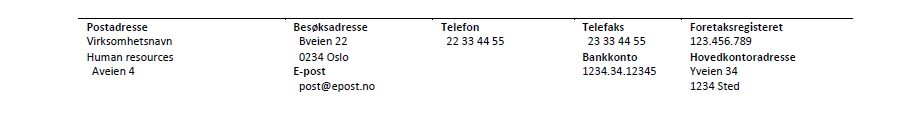 Postadresse Besøksadresse Telefon Telefaks Foretaksregisteret
Virksomhetsnavn Bveien 22 22 33 44 55 23 33 44 55 123.456.789
Human resources 0234 Oslo Bankkonto Hovedkontoradresse
Aveien 4 E-post 1234.34.12345 Yveien 34
post@epost.no 1234 Sted